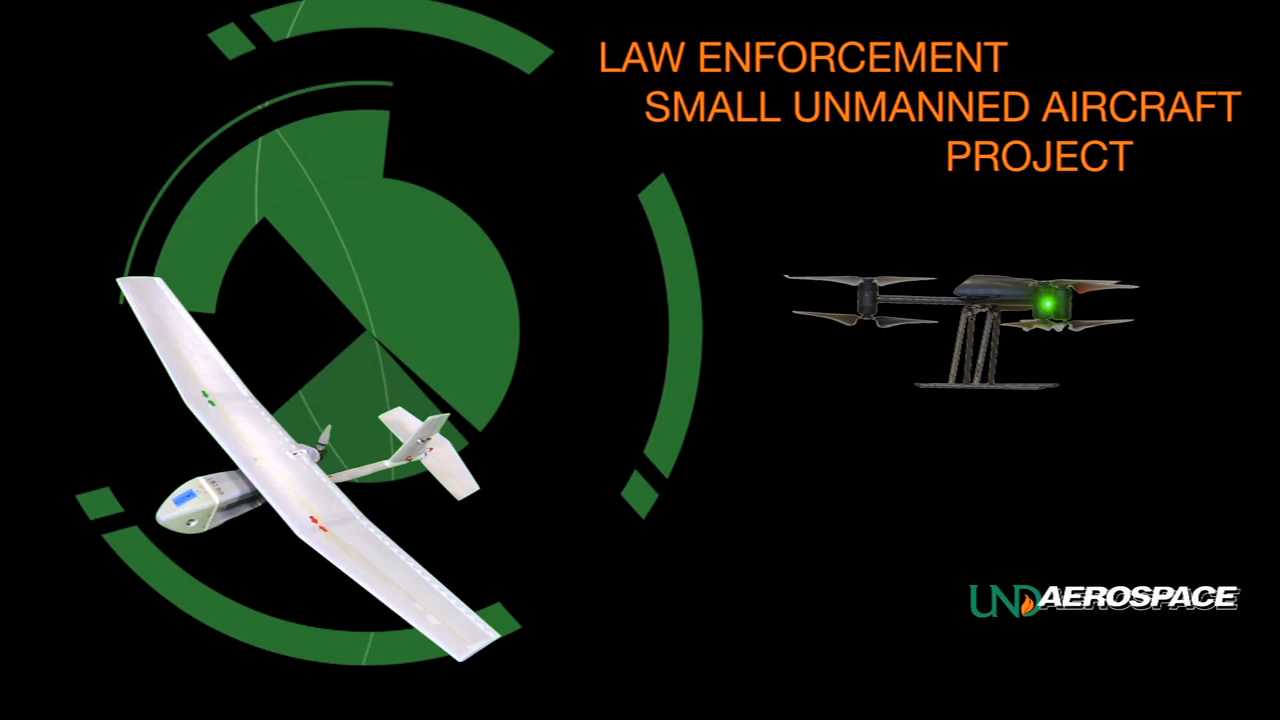 LAW ENFORCEMENT
SMALL UNMANNED AIRCRAFT
PROJECT
UND AEROSPACE